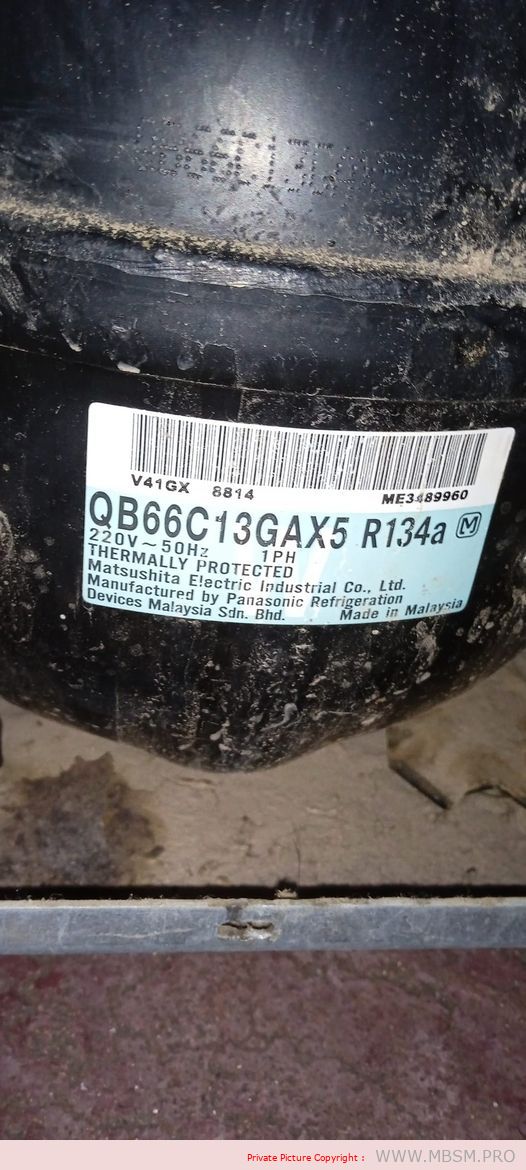 V41GX 8814 ME3489960
QB66C13GAX5 R134a M
220V~50Hz 1PH
THERMALLY PROTECTED
Matsushita Electric Industrial Co., Ltd.
Manufactured by Panasonic Refrigeration
Devices Malaysia Sdn. Bhd. Made in Malaysia
Private Picture Copyright : WWW.MBSM.PRO